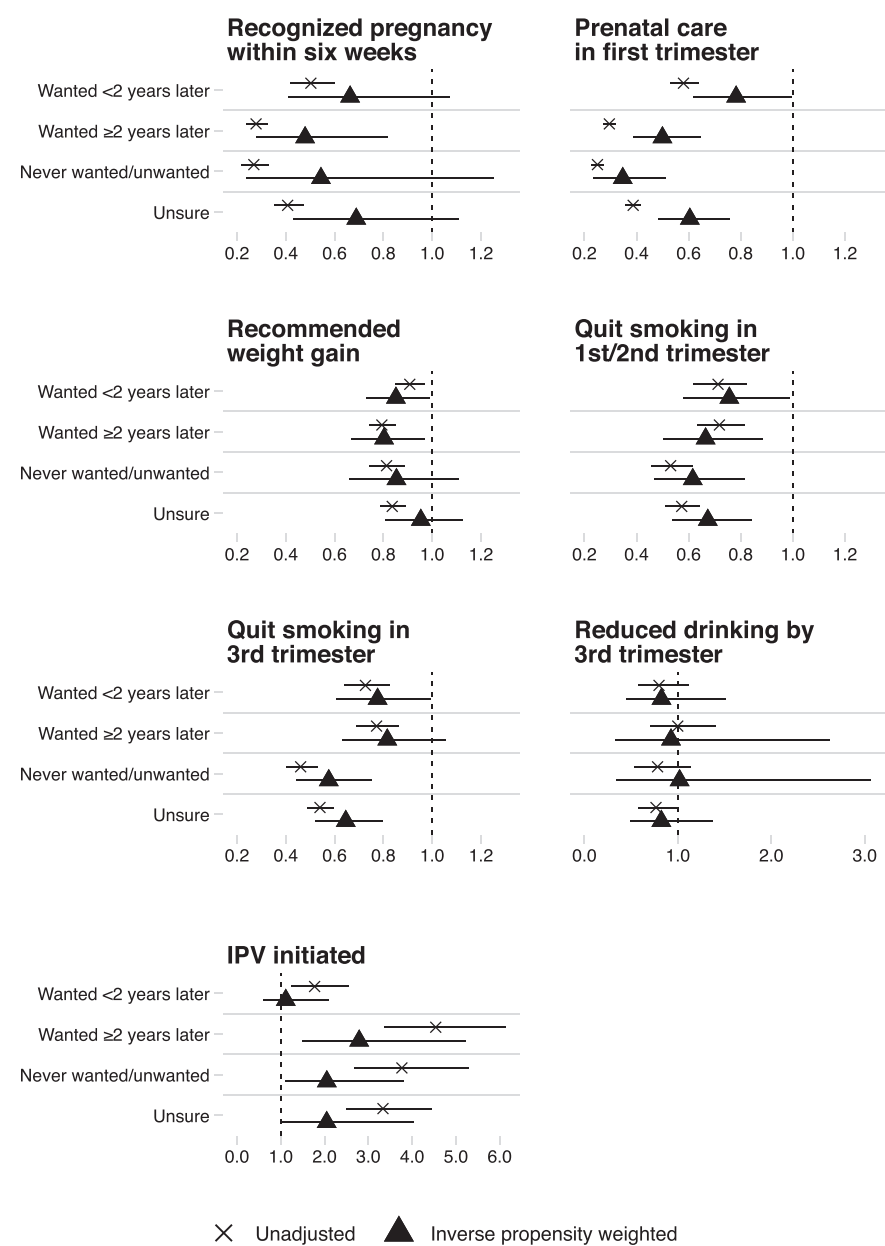 Recognized pregnancy
within six weeks
Prenatal care
in first trimester
Wanted <2 years later
Wanted ≥2 years later
Never wanted/unwanted
Unsure
0.2 0.4 0.6 0.8 1.0 1.2
0.2 0.4 0.6 0.8 1.0 1.2
Recommended
weight gain
Quit smoking in
1st/2nd trimester
Wanted <2 years later
Wanted ≥2 years later
Never wanted/unwanted
Unsure
0.2 0.4 0.6 0.8 1.0 1.2
0.2 0.4 0.6 0.8 1.0 1.2
Quit smoking in
3rd trimester
Reduced drinking by
3rd trimester
Wanted <2 years later
Wanted ≥2 years later
Never wanted/unwanted
Unsure
0.2 0.4 0.6 0.8 1.0 1.2
0.0 1.0 2.0 3.0
IPV initiated
Wanted <2 years later
Wanted ≥2 years later
Never wanted/unwanted
Unsure
0.0 1.0 2.0 3.0 4.0 5.0 6.0
Unadjusted
Inverse propensity weighted